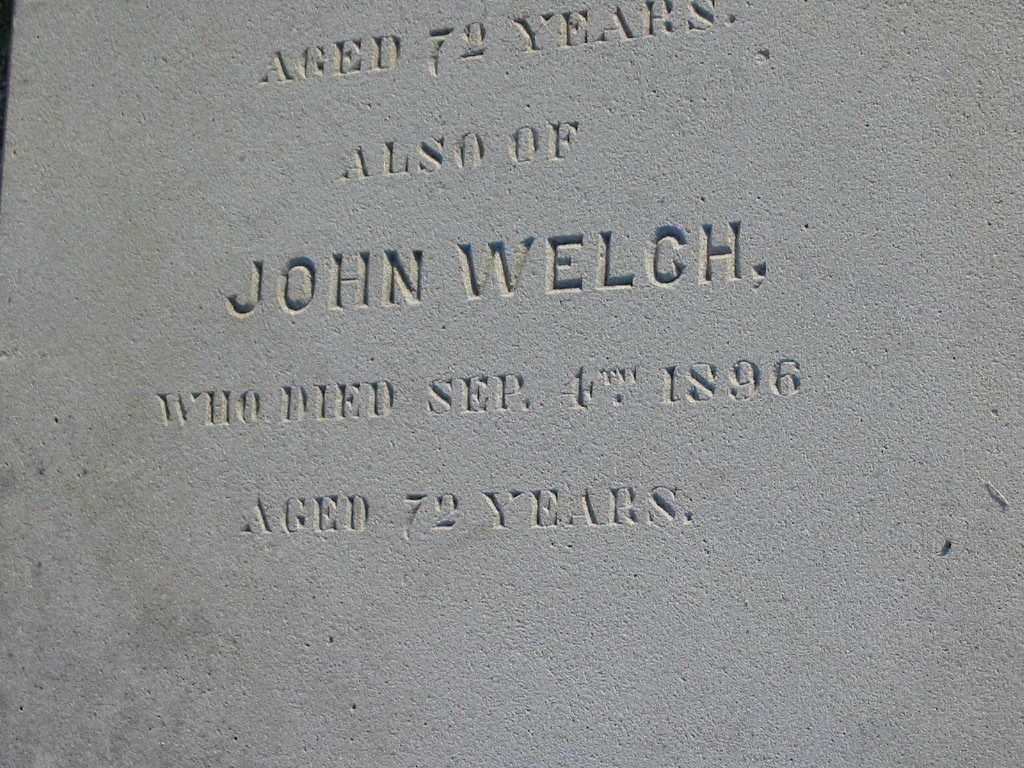 AGED 72 YEARS.
ALSO OF
JOHN WELCH,
WHO DIED SEP. 4TH 1896
AGED 72 YEARS.